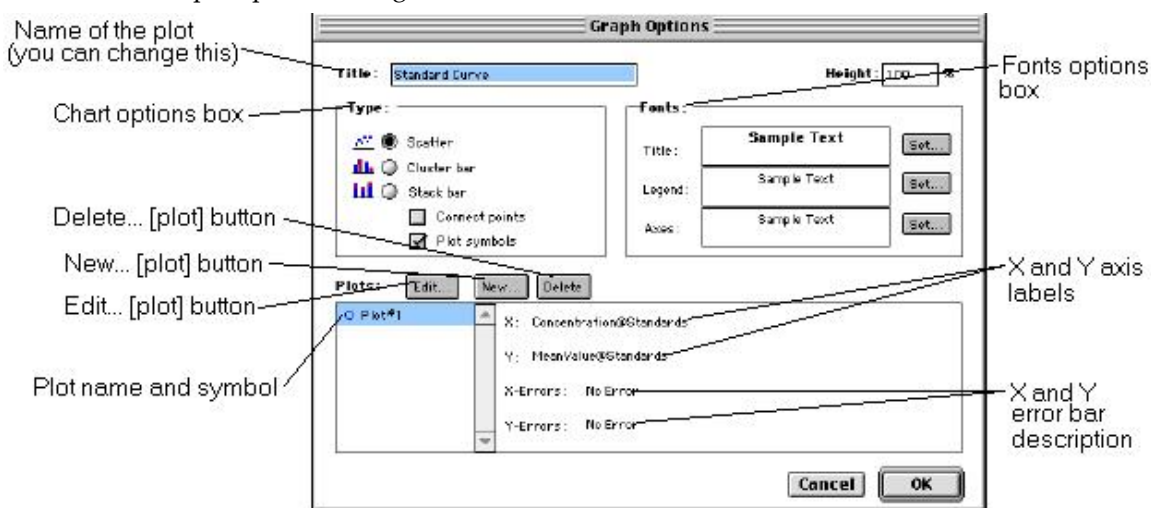 Graph Options
Name of the plot
(you can change this)
Title: Standard Curve
Height: 100 %
Fonts options
box
Chart options box
Type:
Scatter
Cluster bar
Stack bar
Connect points
Plot symbols
Fonts:
Title: Sample Text Set...
Legend: Sample Text Set...
Axes: Sample Text Set...
Delete... [plot] button
New... [plot] button
Edit... [plot] button
Plots: Edit... New... Delete
X and Y axis
labels
Plot#1
X: Concentration@Standards
Y: MeanValue@Standards
X-Errors: No Error
Y-Errors: No Error
Plot name and symbol
X and Y
error bar
description
Cancel OK